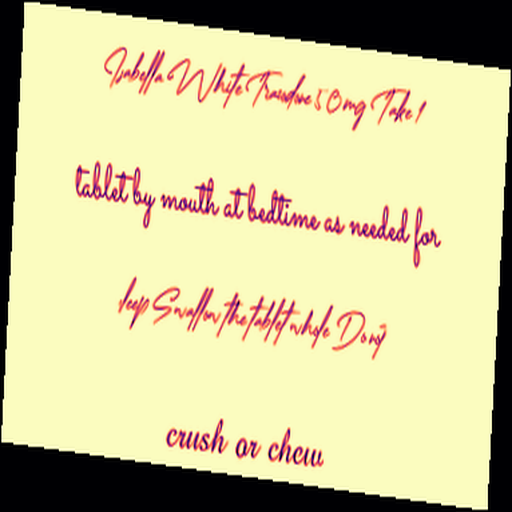 Isabella White Trazodone 50mg Take 1
tablet by mouth at bedtime as needed for
sleep Swallow the tablet whole Don't
crush or chew